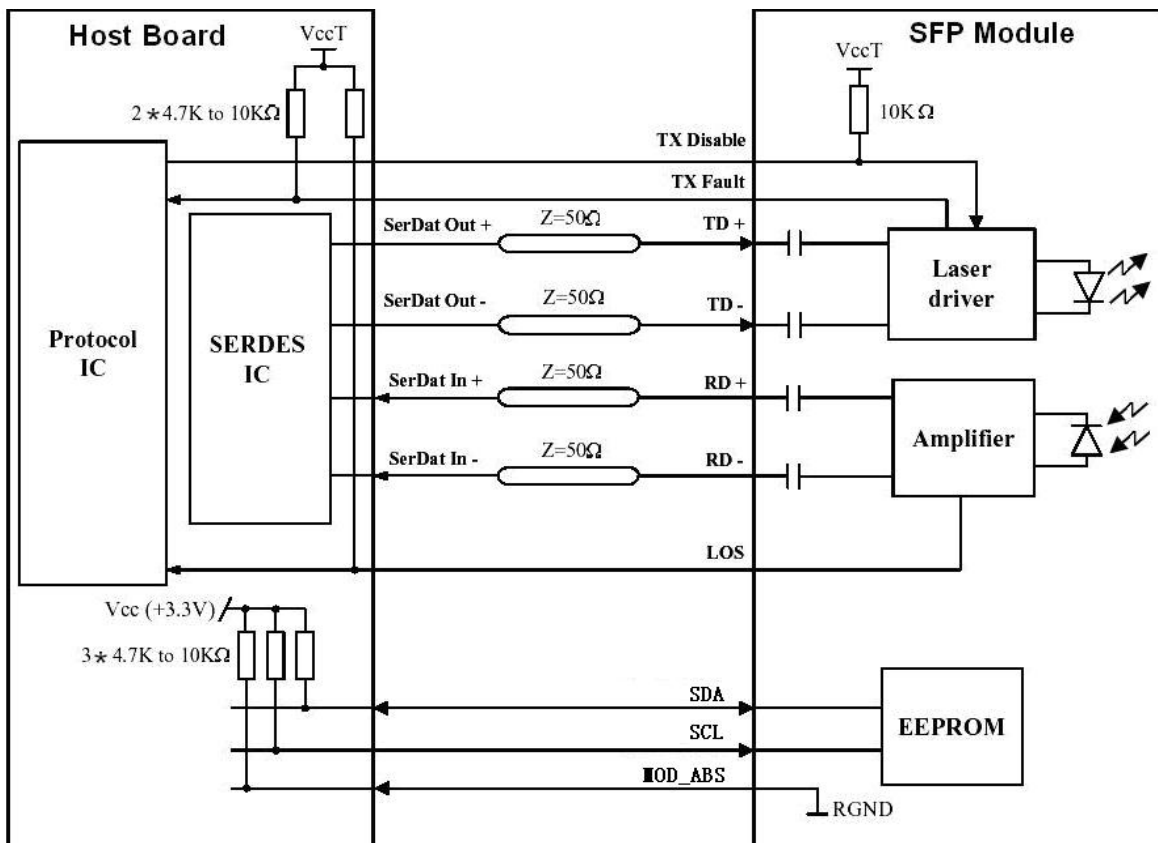 Host Board
SFP Module
VccT
VccT
2*4.7K to 10KΩ
10KΩ
TX Disable
TX Fault
SerDat Out +
Z=50Ω
TD +
Laser
driver
SerDat Out -
Z=50Ω
TD -
Protocol
IC
SERDES
IC
SerDat In +
Z=50Ω
RD +
Amplifier
SerDat In -
Z=50Ω
RD -
LOS
Vcc (+3.3V)
3*4.7K to 10KΩ
SDA
EEPROM
SCL
MOD_ABS
RGND